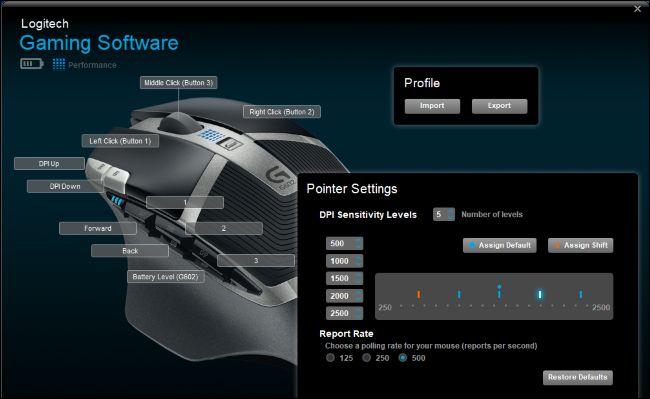 Logitech
Gaming Software
Performance
Middle Click (Button 3)
Right Click (Button 2)
Left Click (Button 1)
DPI Up
DPI Down
1
Forward
2
Back
3
Battery Level (G602)
G602
Profile
Import
Export
Pointer Settings
DPI Sensitivity Levels
5
Number of levels
500
1000
1500
2000
2500
Assign Default
Assign Shift
250
2500
Report Rate
Choose a polling rate for your mouse (reports per second)
125
250
500
Restore Defaults